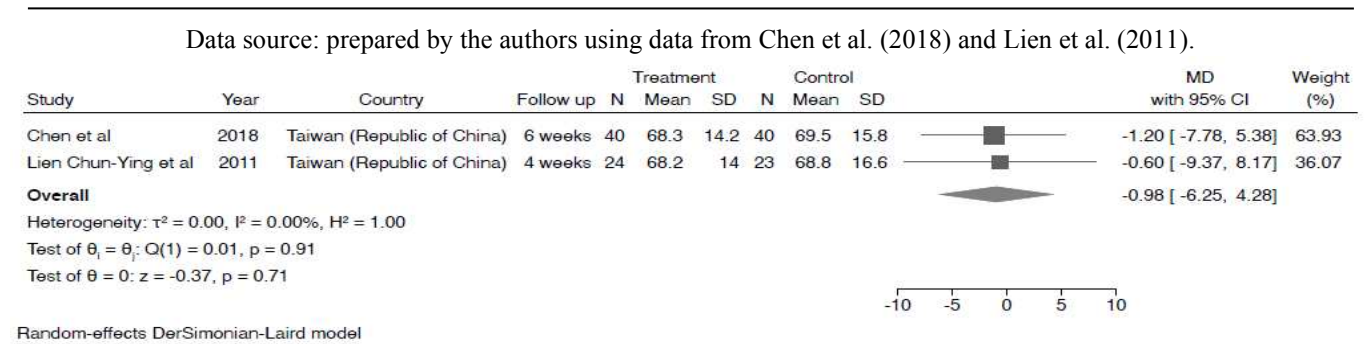 Data source: prepared by the authors using data from Chen et al. (2018) and Lien et al. (2011).
Treatment Control MD Weight
Study Year Country Follow up N Mean SD N Mean SD with 95% CI (%)
Chen et al 2018 Taiwan (Republic of China) 6 weeks 40 68.3 14.2 40 69.5 15.8 -1.20 [ -7.78, 5.38] 63.93
Lien Chun-Ying et al 2011 Taiwan (Republic of China) 4 weeks 24 68.2 14 23 68.8 16.6 -0.60 [ -9.37, 8.17] 36.07
Overall -0.98 [ -6.25, 4.28]
Heterogeneity: τ² = 0.00, I² = 0.00%, H² = 1.00
Test of θᵢ = θⱼ: Q(1) = 0.01, p = 0.91
Test of θ = 0: z = -0.37, p = 0.71
-10 -5 0 5 10
Random-effects DerSimonian-Laird model